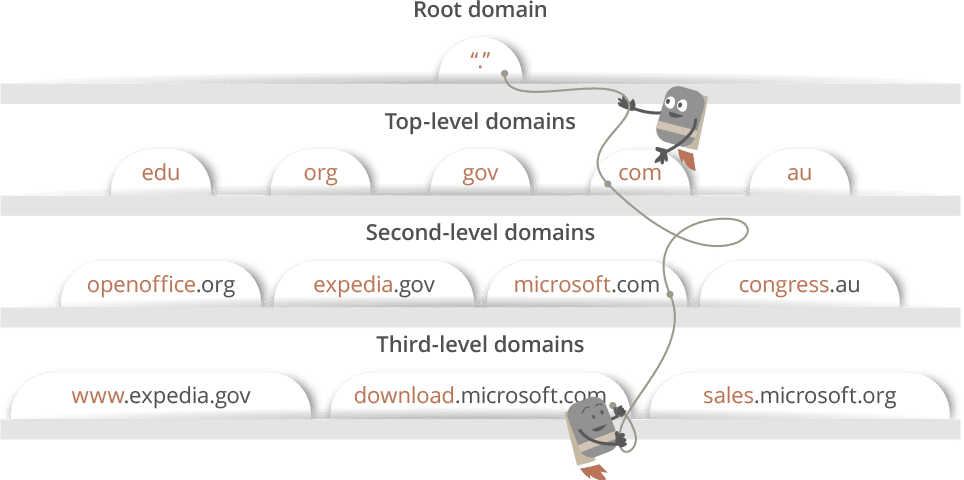 Root domain
“.”
Top-level domains
edu org gov com au
Second-level domains
openoffice.org expedia.gov microsoft.com congress.au
Third-level domains
www.expedia.gov download.microsoft.com sales.microsoft.org